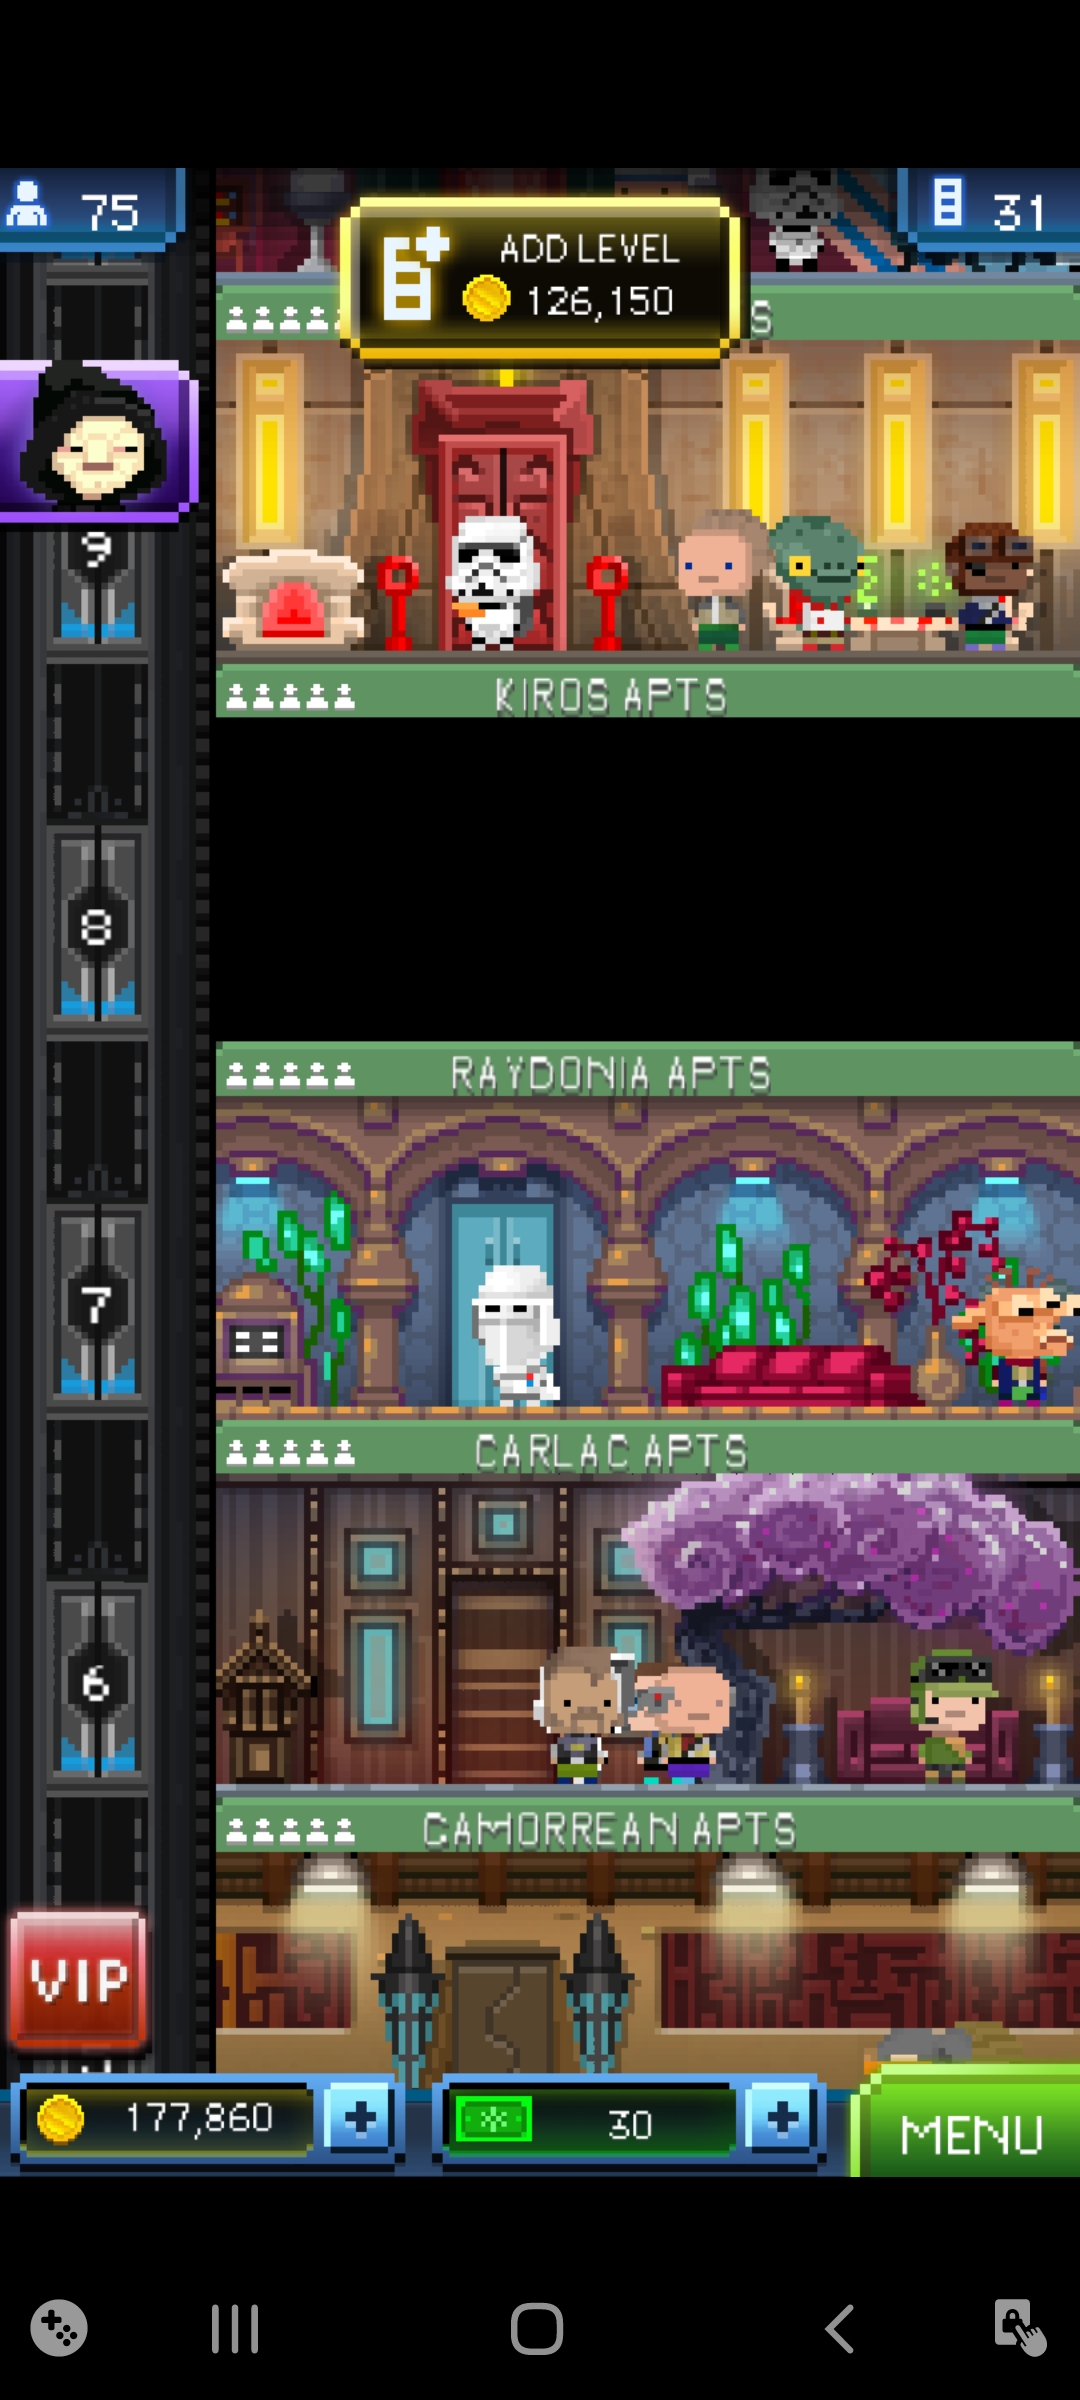 75
31
ADD LEVEL
126,150
S
9
KIROS APTS
8
RAYDONIA APTS
7
CARLAC APTS
6
CAMORREAN APTS
VIP
177,860
30
MENU